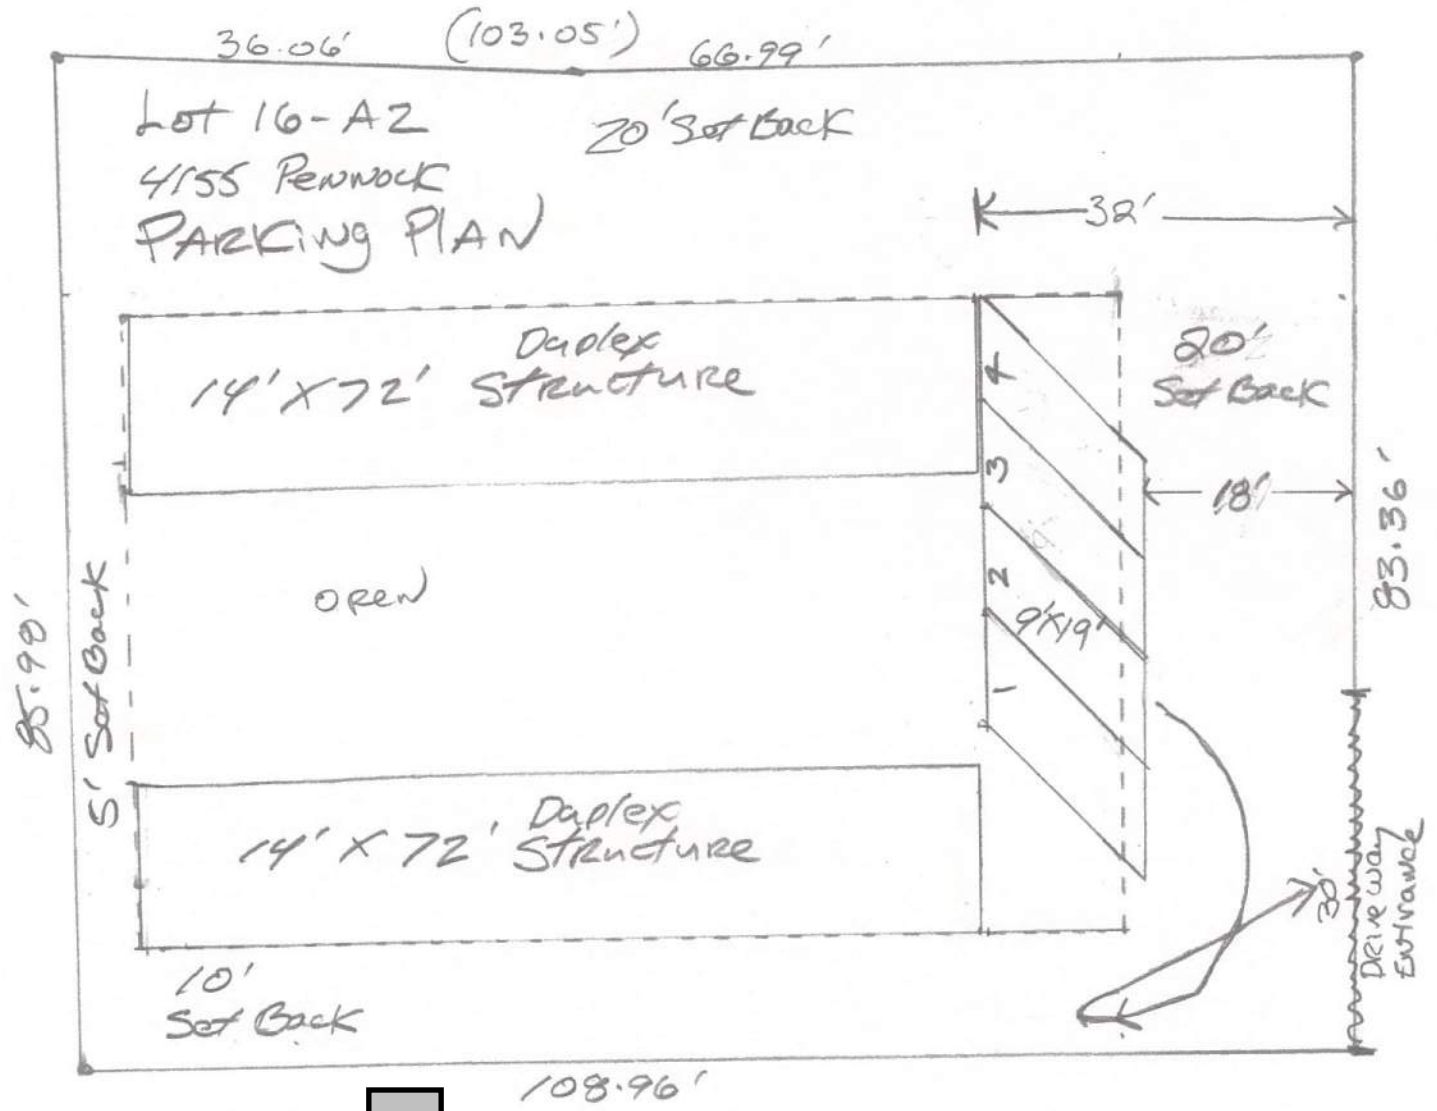 36.06' (103.05') 66.99'
Lot 16-A2
4155 Pennock
PARKing PLAN
20' Set Back
32'
Duplex
14' X 72' Structure
4
20'
Set Back
3
18'
2
9'X19'
1
OPEN
83.36'
85.90'
5' Set Back
Duplex
14' X 72' Structure
30'
DRIVE WAY
Entrance
10'
Set Back
108.96'